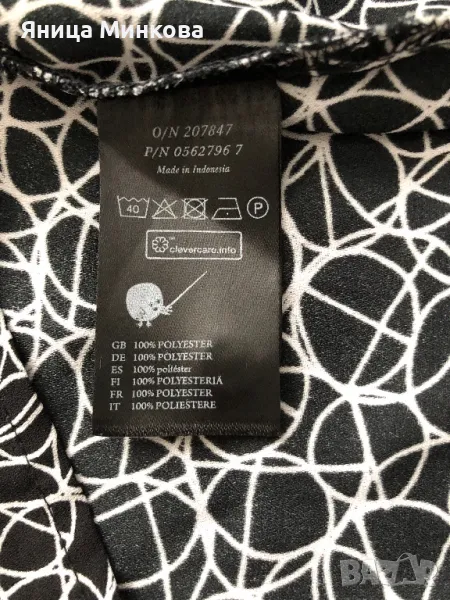 Яница Минкова
O/N 207847
P/N 0562796 7
Made in Indonesia
40 P
clevercare.info
GB 100% POLYESTER
DE 100% POLYESTER
ES 100% poliéster
FI 100% POLYESTERIÄ
FR 100% POLYESTER
IT 100% POLIESTERE
BAZAR